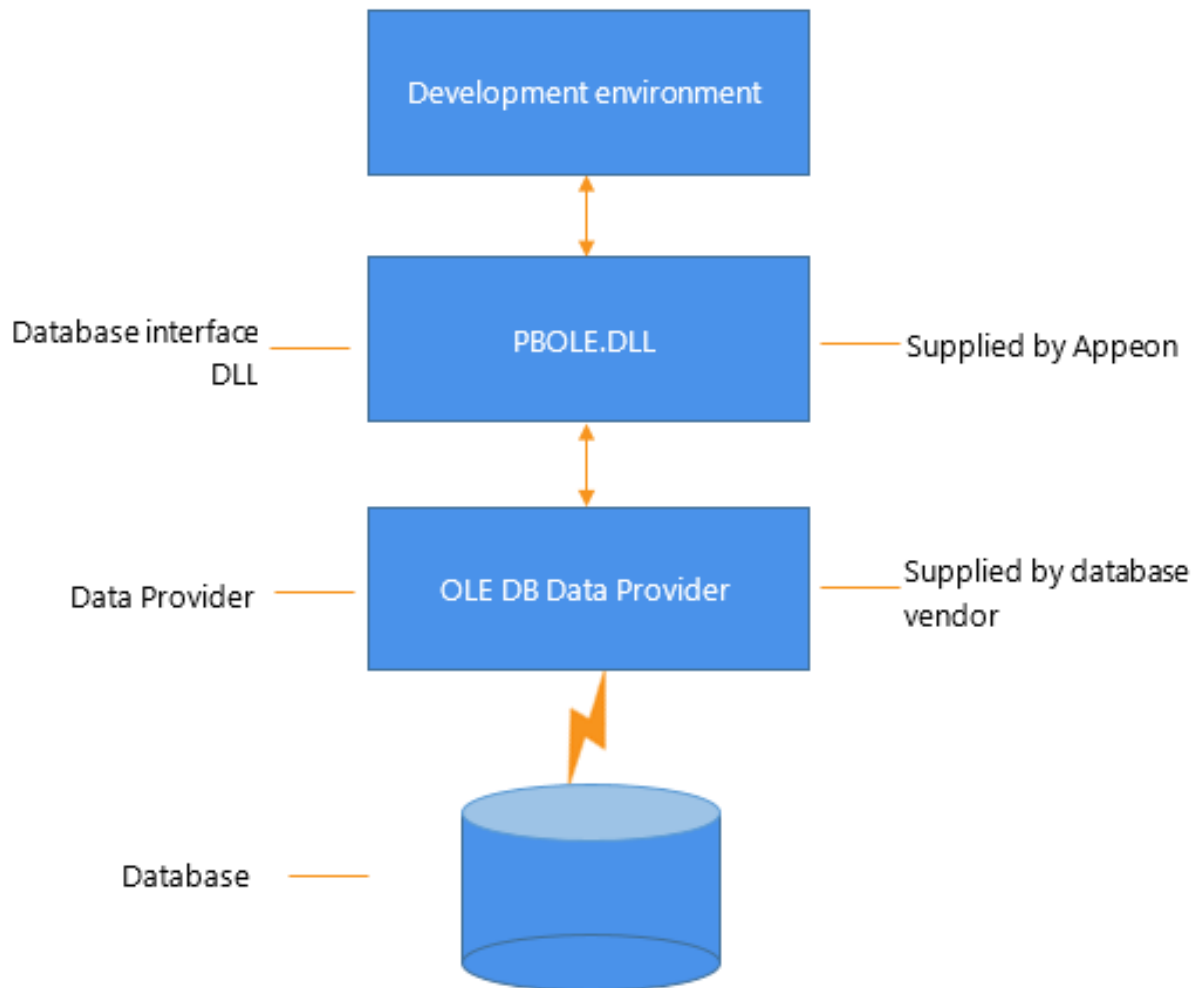 Development environment
Database interface
DLL
PBOLE.DLL
Supplied by Appeon
Data Provider
OLE DB Data Provider
Supplied by database
vendor
Database